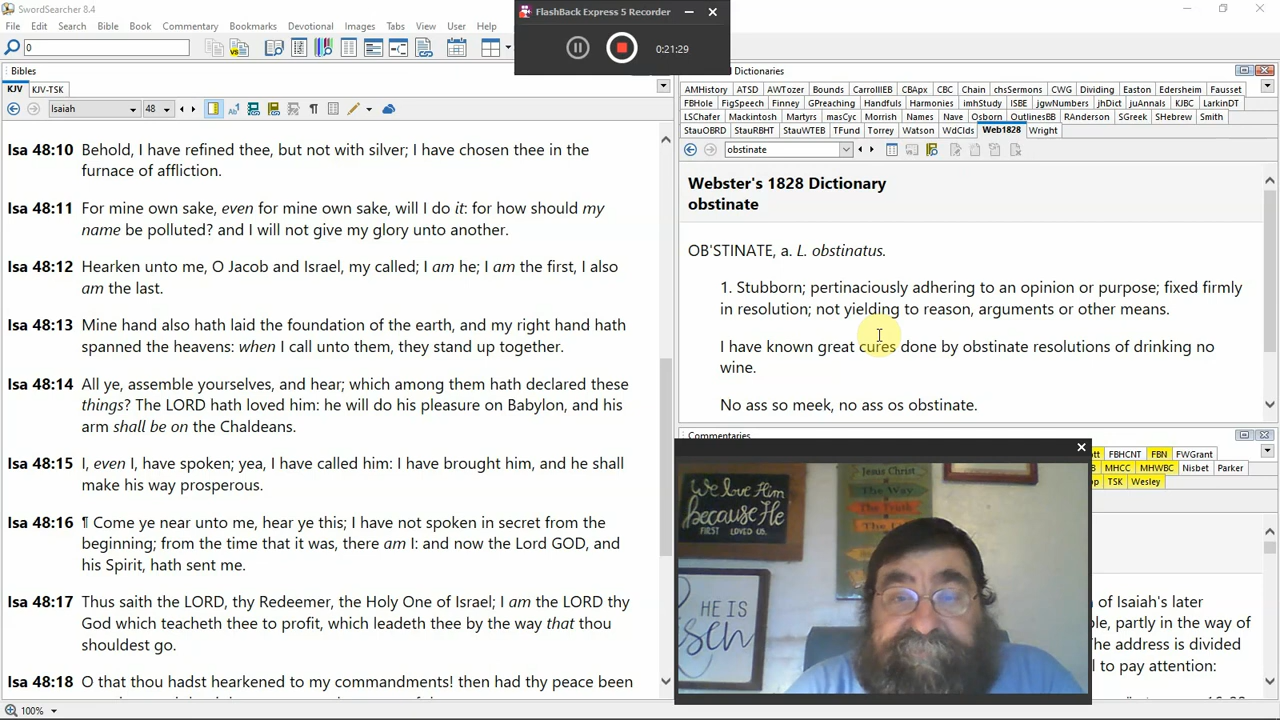 SwordSearcher 8.4
File Edit Search Bible Book Commentary Bookmarks Devotional Images Tabs View User Help
0
FlashBack Express 5 Recorder
0:21:29
Bibles
KJV KJV-TSK
Isaiah 48
Isa 48:10 Behold, I have refined thee, but not with silver; I have chosen thee in the
furnace of affliction.
Isa 48:11 For mine own sake, even for mine own sake, will I do it: for how should my
name be polluted? and I will not give my glory unto another.
Isa 48:12 Hearken unto me, O Jacob and Israel, my called; I am he; I am the first, I also
am the last.
Isa 48:13 Mine hand also hath laid the foundation of the earth, and my right hand hath
spanned the heavens: when I call unto them, they stand up together.
Isa 48:14 All ye, assemble yourselves, and hear; which among them hath declared these
things? The LORD hath loved him: he will do his pleasure on Babylon, and his
arm shall be on the Chaldeans.
Isa 48:15 I, even I, have spoken; yea, I have called him: I have brought him, and he shall
make his way prosperous.
Isa 48:16 ¶ Come ye near unto me, hear ye this; I have not spoken in secret from the
beginning; from the time that it was, there am I: and now the Lord GOD, and
his Spirit, hath sent me.
Isa 48:17 Thus saith the LORD, thy Redeemer, the Holy One of Israel; I am the LORD thy
God which teacheth thee to profit, which leadeth thee by the way that thou
shouldest go.
Isa 48:18 O that thou hadst hearkened to my commandments! then had thy peace been
100%
d Dictionaries
AMHistory ATSD AWTozer Bounds CarrollIEB CBApx CBC Chain chsSermons CWG Dividing Easton Edersheim Fausset
FBHole FigSpeech Finney GPreaching Handfuls Harmonies imhStudy ISBE jgwNumbers jhDict juAnnals KJBC LarkinDT
LSChafer Mackintosh Martyrs masCyc Morrish Names Nave Osborn OutlinesBB RAnderson SGreek SHebrew Smith
StauOBRD StauRBHT StauWTEB TFund Torrey Watson WdClds Web1828 Wright
obstinate
Webster's 1828 Dictionary
obstinate
OB'STINATE, a. L. obstinatus.
1. Stubborn; pertinaciously adhering to an opinion or purpose; fixed firmly
in resolution; not yielding to reason, arguments or other means.
I have known great cures done by obstinate resolutions of drinking no
wine.
No ass so meek, no ass os obstinate.
Commentaries
tt FBHCNT FBN FWGrant
B MHCC MHWBC Nisbet Parker
op TSK Wesley
n of Isaiah's later
ple, partly in the way of
The address is divided
l to pay attention:
We love Him
because He
FIRST LOVED US.
Jesus Christ
The Way
The Truth
HE IS
Risen